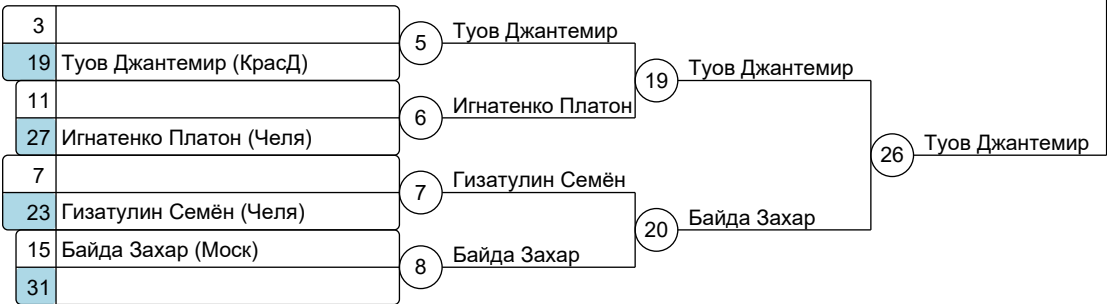 3
19 Туов Джантемир (КрасД)
5
Туов Джантемир
11
27 Игнатенко Платон (Челя)
6
Игнатенко Платон
19
Туов Джантемир
7
23 Гизатулин Семён (Челя)
7
Гизатулин Семён
15 Байда Захар (Моск)
31
8
Байда Захар
20
Байда Захар
26
Туов Джантемир